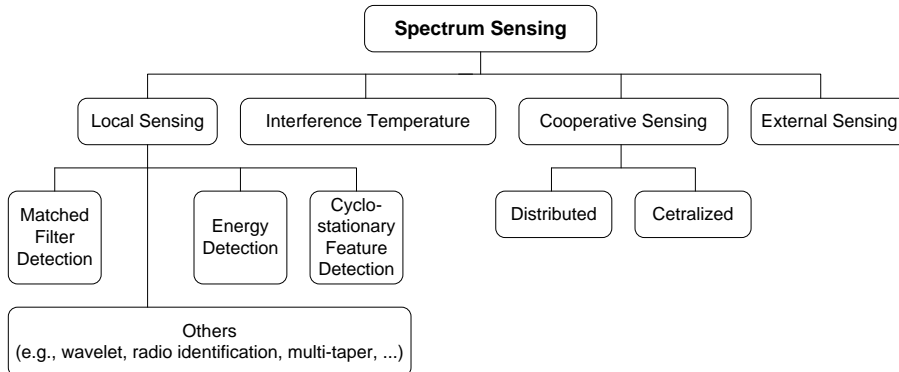 Spectrum Sensing
Local Sensing
Interference Temperature
Cooperative Sensing
External Sensing
Matched
Filter
Detection
Energy
Detection
Cyclo-
stationary
Feature
Detection
Distributed
Cetralized
Others
(e.g., wavelet, radio identification, multi-taper, ...)